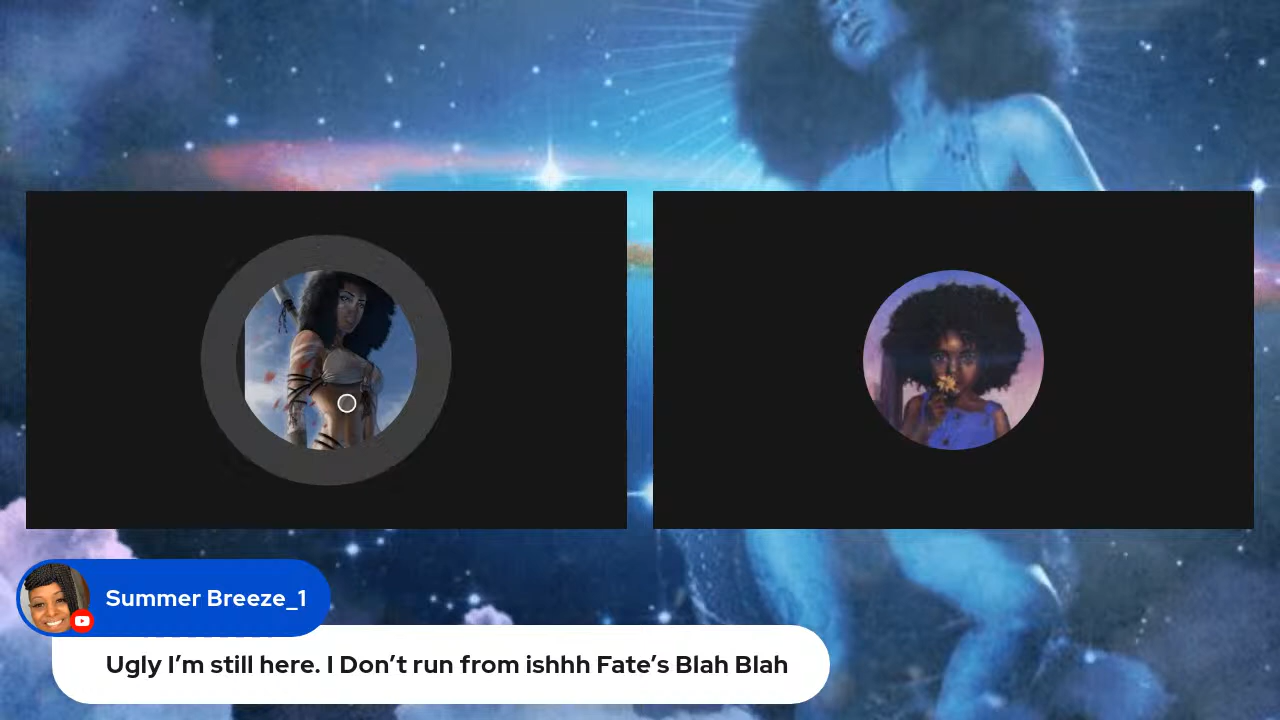 Summer Breeze_1
Ugly I’m still here. I Don’t run from ishhh Fate’s Blah Blah